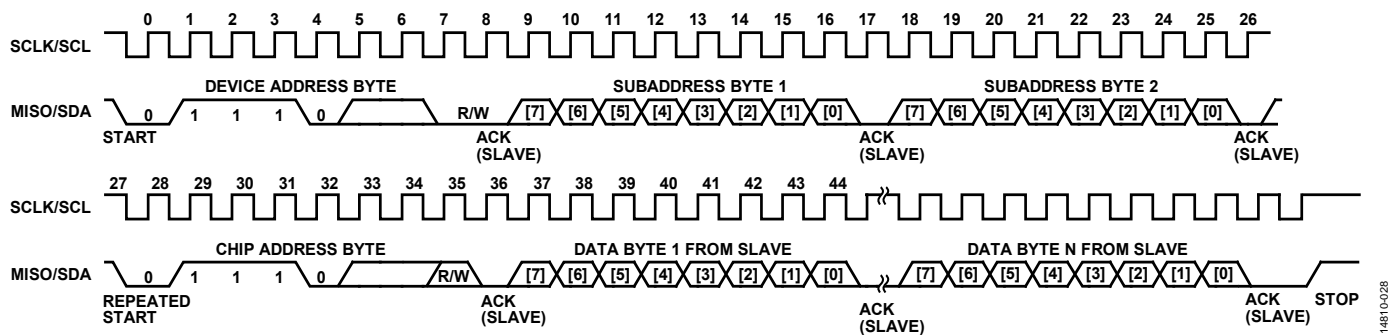 0 1 2 3 4 5 6 7 8 9 10 11 12 13 14 15 16 17 18 19 20 21 22 23 24 25 26
SCLK/SCL
DEVICE ADDRESS BYTE SUBADDRESS BYTE 1 SUBADDRESS BYTE 2
MISO/SDA 0 1 1 1 0 R/W [7] [6] [5] [4] [3] [2] [1] [0] [7] [6] [5] [4] [3] [2] [1] [0]
START ACK (SLAVE) ACK (SLAVE) ACK (SLAVE)
27 28 29 30 31 32 33 34 35 36 37 38 39 40 41 42 43 44
SCLK/SCL
CHIP ADDRESS BYTE DATA BYTE 1 FROM SLAVE DATA BYTE N FROM SLAVE
MISO/SDA 0 1 1 1 0 R/W [7] [6] [5] [4] [3] [2] [1] [0] [7] [6] [5] [4] [3] [2] [1] [0]
REPEATED START ACK (SLAVE) ACK (SLAVE) ACK (SLAVE) STOP
14810-028